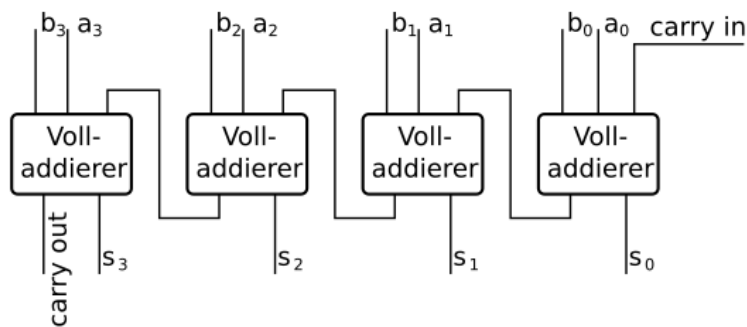 b₃ a₃ b₂ a₂ b₁ a₁ b₀ a₀ carry in
Voll-
addierer
Voll-
addierer
Voll-
addierer
Voll-
addierer
carry out
s₃ s₂ s₁ s₀